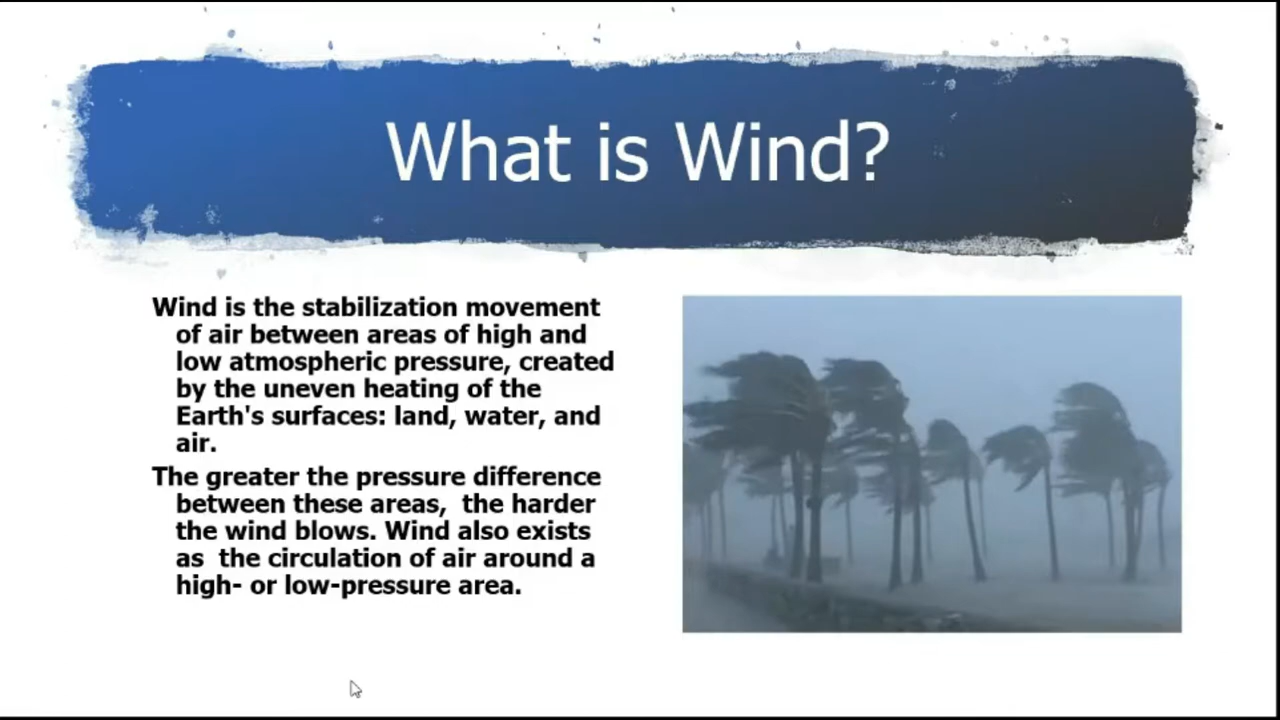 What is Wind?
Wind is the stabilization movement
of air between areas of high and
low atmospheric pressure, created
by the uneven heating of the
Earth's surfaces: land, water, and
air.
The greater the pressure difference
between these areas,  the harder
the wind blows. Wind also exists
as  the circulation of air around a
high- or low-pressure area.